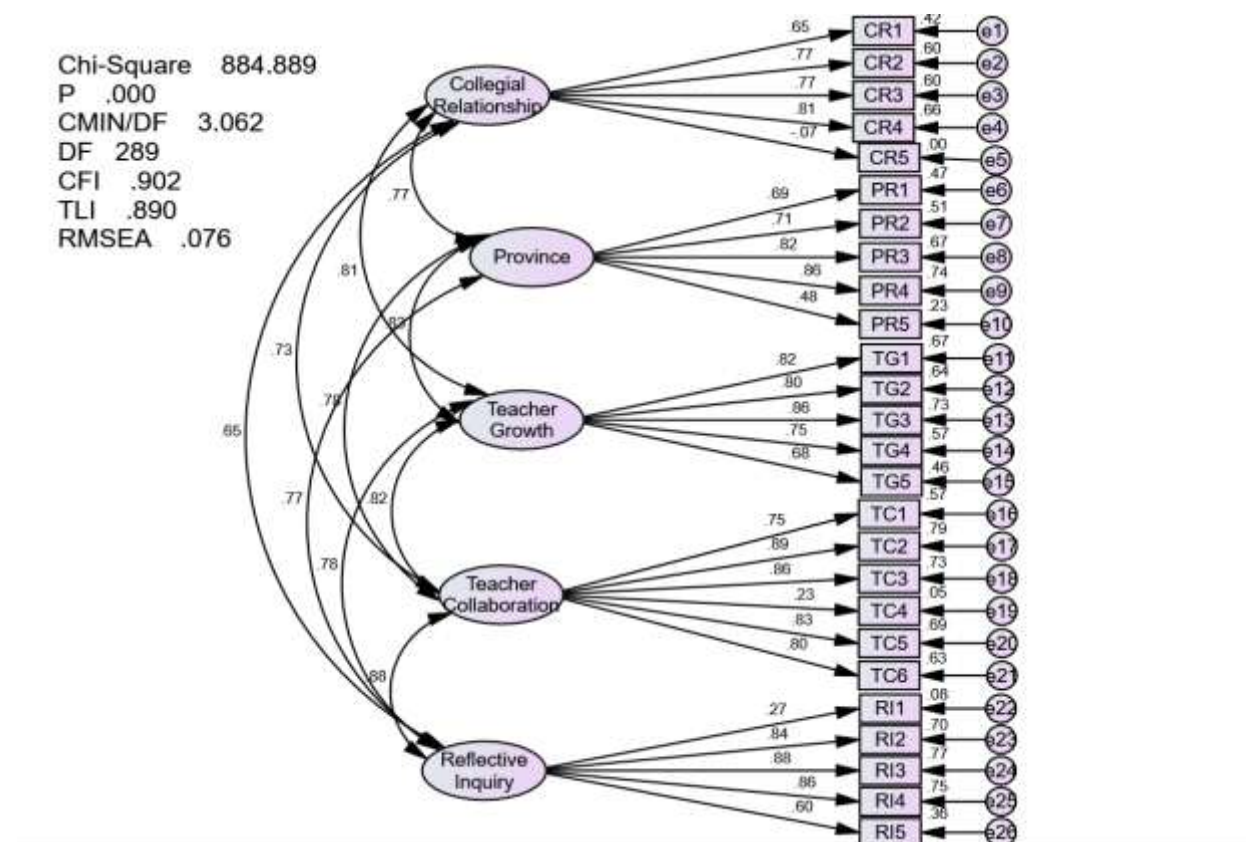 Chi-Square 884.889
P .000
CMIN/DF 3.062
DF 289
CFI .902
TLI .890
RMSEA .076
Collegial
Relationship
.65 CR1 .42 e1
.77 CR2 .60 e2
.77 CR3 .60 e3
.81 CR4 .66 e4
-.07 CR5 .00 e5
.77
Province
.69 PR1 .47 e6
.71 PR2 .51 e7
.82 PR3 .67 e8
.86 PR4 .74 e9
.48 PR5 .23 e10
.81
.73
Teacher
Growth
.82 TG1 .67 e11
.80 TG2 .64 e12
.86 TG3 .73 e13
.75 TG4 .57 e14
.68 TG5 .46 e15
.65
.77
.82
.78
Teacher
Collaboration
.75 TC1 .57 e16
.89 TC2 .79 e17
.86 TC3 .73 e18
.23 TC4 .05 e19
.83 TC5 .69 e20
.80 TC6 .63 e21
.88
Reflective
Inquiry
.27 RI1 .08 e22
.84 RI2 .70 e23
.88 RI3 .77 e24
.86 RI4 .75 e25
.60 RI5 .36 e26